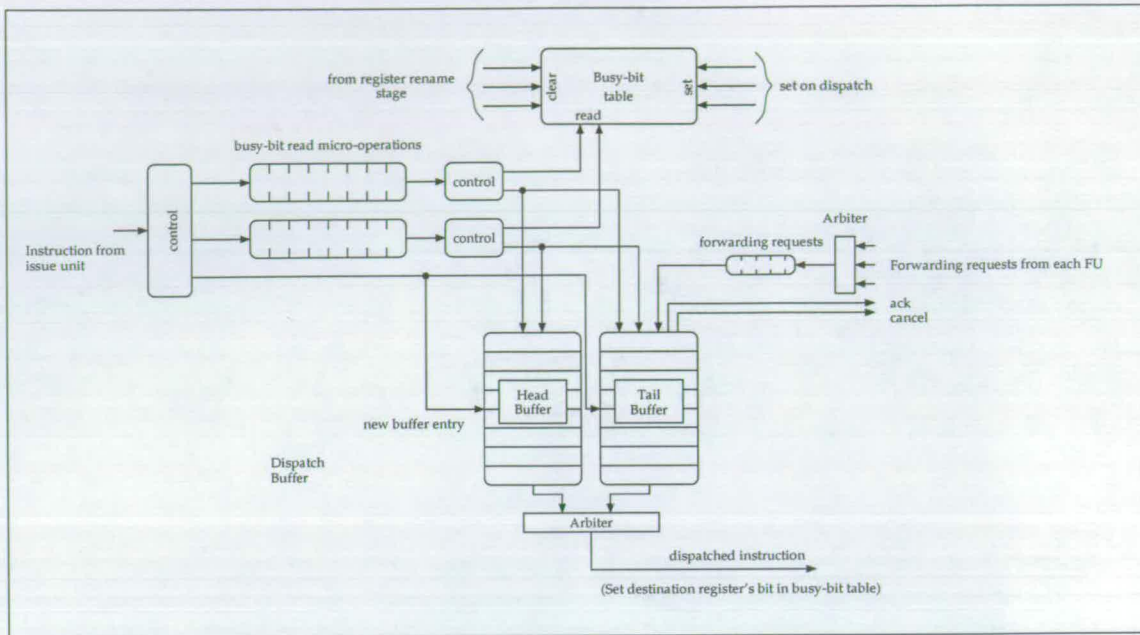 from register rename
stage
clear
Busy-bit
table
set
read
set on dispatch
busy-bit read micro-operations
control
control
control
Instruction from
issue unit
Arbiter
forwarding requests
Forwarding requests from each FU
ack
cancel
Head
Buffer
Tail
Buffer
new buffer entry
Dispatch
Buffer
Arbiter
dispatched instruction
(Set destination register's bit in busy-bit table)